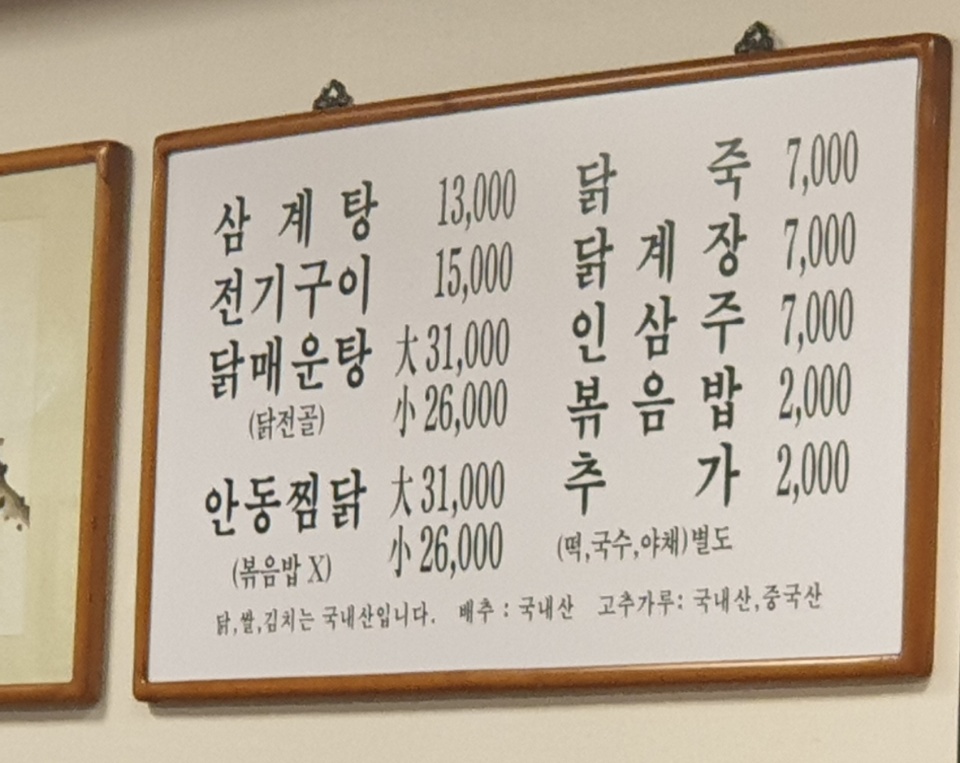 삼계탕 13,000
전기구이 15,000
닭매운탕 大 31,000
(닭전골) 小 26,000
안동찜닭 大 31,000
(볶음밥 X) 小 26,000
닭죽 7,000
닭계장 7,000
인삼주 7,000
볶음밥 2,000
추가 2,000
(떡,국수,야채)별도
닭,쌀,김치는 국내산입니다. 배추 : 국내산 고추가루: 국내산,중국산